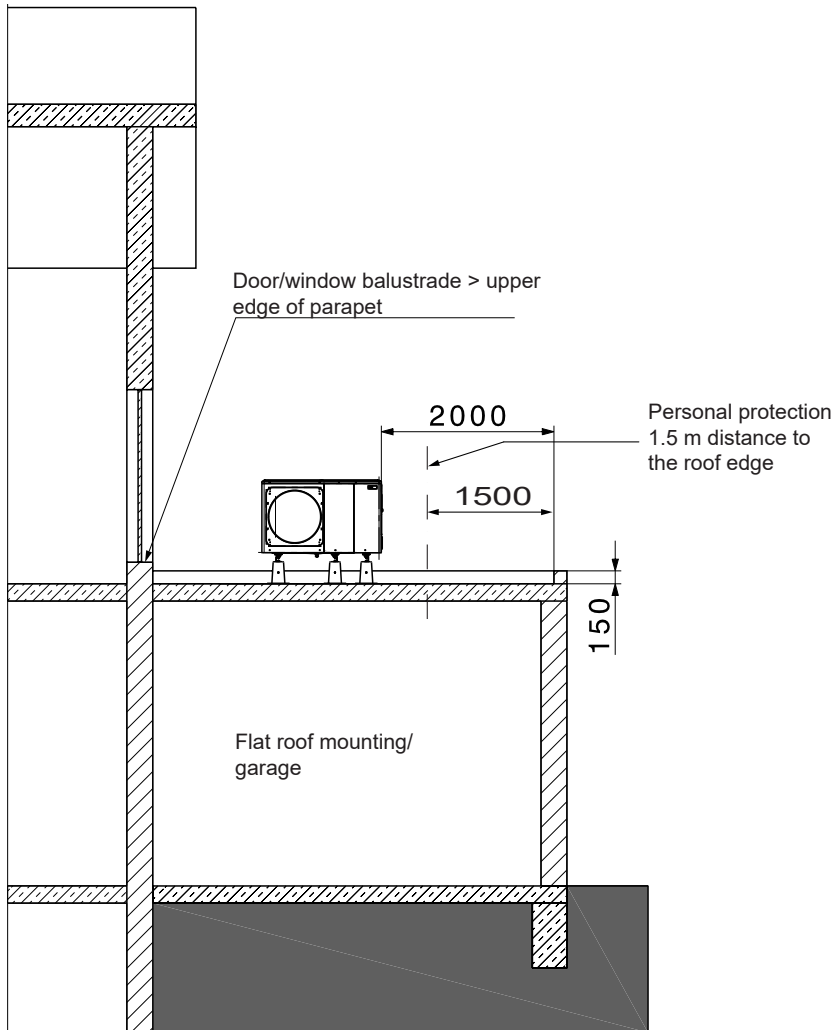 Door/window balustrade > upper
edge of parapet
2000
Personal protection
1.5 m distance to
the roof edge
1500
150
Flat roof mounting/
garage